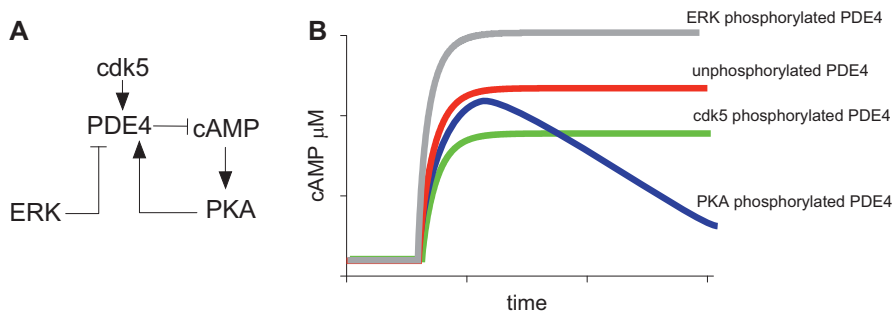 A
cdk5
PDE4
cAMP
ERK
PKA
B
ERK phosphorylated PDE4
unphosphorylated PDE4
cdk5 phosphorylated PDE4
PKA phosphorylated PDE4
cAMP μM
time